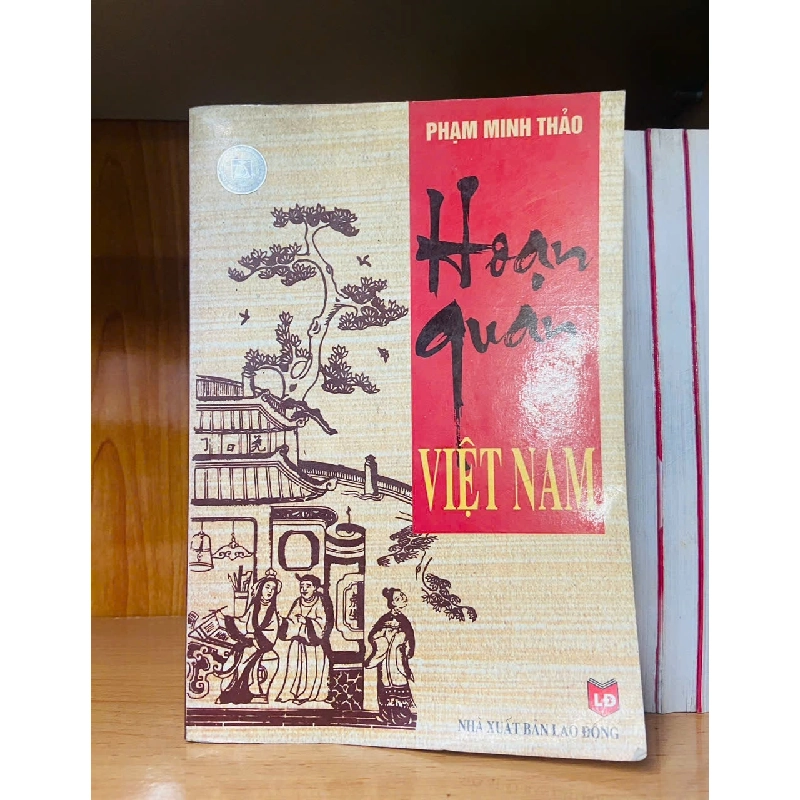 PHẠM MINH THẢO
Hoạn
quan
VIỆT NAM
LĐ
NHÀ XUẤT BẢN LAO ĐỘNG